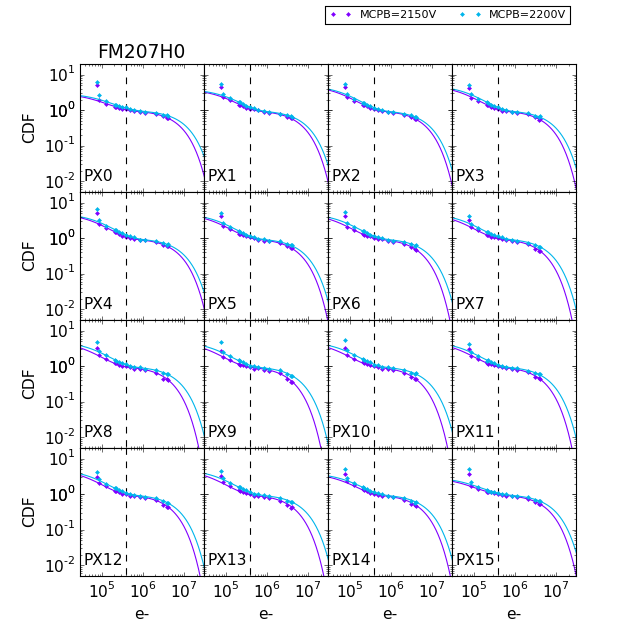 MCPB=2150V MCPB=2200V
FM207H0
CDF 10^1 10^0 10^-1 10^-2 PX0 PX1 PX2 PX3
CDF 10^1 10^0 10^-1 10^-2 PX4 PX5 PX6 PX7
CDF 10^1 10^0 10^-1 10^-2 PX8 PX9 PX10 PX11
CDF 10^1 10^0 10^-1 10^-2 PX12 PX13 PX14 PX15
10^5 10^6 10^7 10^5 10^6 10^7 10^5 10^6 10^7 10^5 10^6 10^7
e- e- e- e-